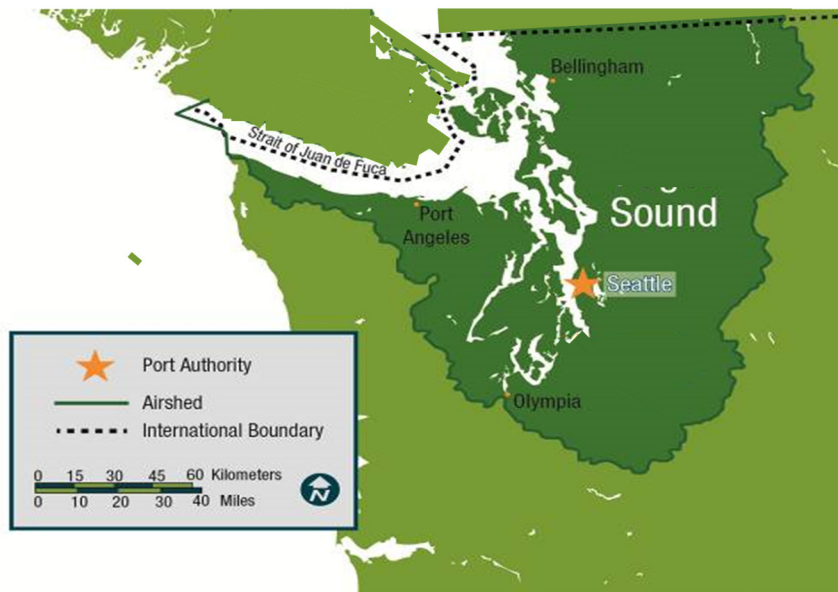 Bellingham
Strait of Juan de Fuca
Sound
Port
Angeles
Seattle
Olympia
Port Authority
Airshed
International Boundary
0 15 30 45 60 Kilometers
0 10 20 30 40 Miles
N